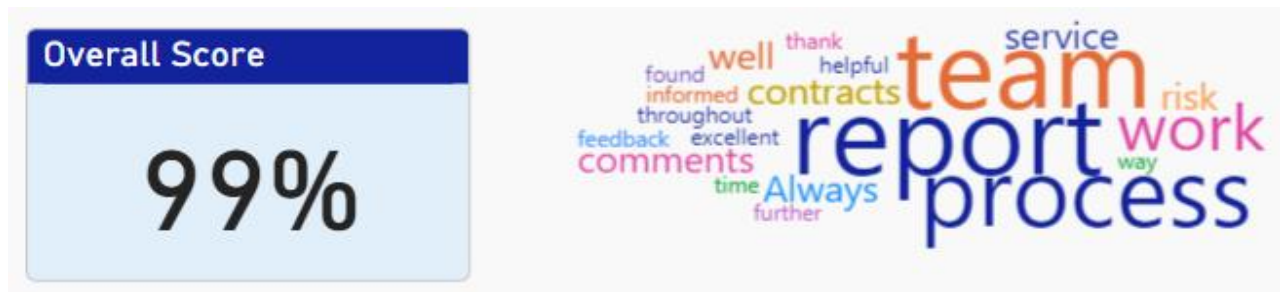 Overall Score
99%
service
thank
team
well
helpful
found
informed
contracts
risk
throughout
report
work
feedback
excellent
comments
way
time
Always
process
further